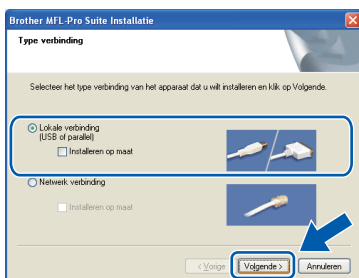 Brother MFL-Pro Suite Installatie
Type verbinding
Selecteer het type verbinding van het apparaat dat u wilt installeren en klik op Volgende.
Lokale verbinding
(USB of parallel)
Installeren op maat
Netwerk verbinding
Installeren op maat
< Vorige
Volgende >
Annuleren